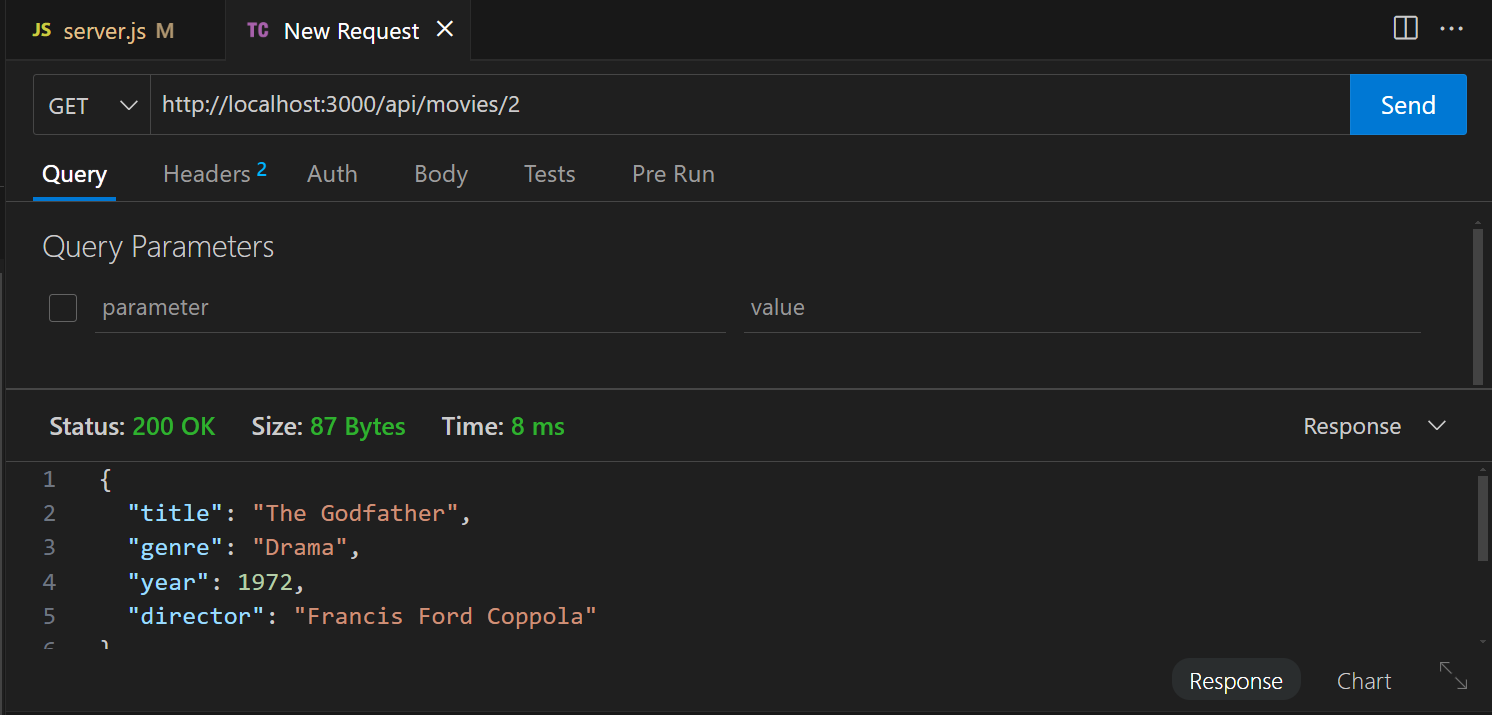 JS server.js M
TC New Request
GET http://localhost:3000/api/movies/2 Send
Query Headers 2 Auth Body Tests Pre Run
Query Parameters
parameter value
Status: 200 OK Size: 87 Bytes Time: 8 ms Response
1 {
2 "title": "The Godfather",
3 "genre": "Drama",
4 "year": 1972,
5 "director": "Francis Ford Coppola"
6 }
Response Chart